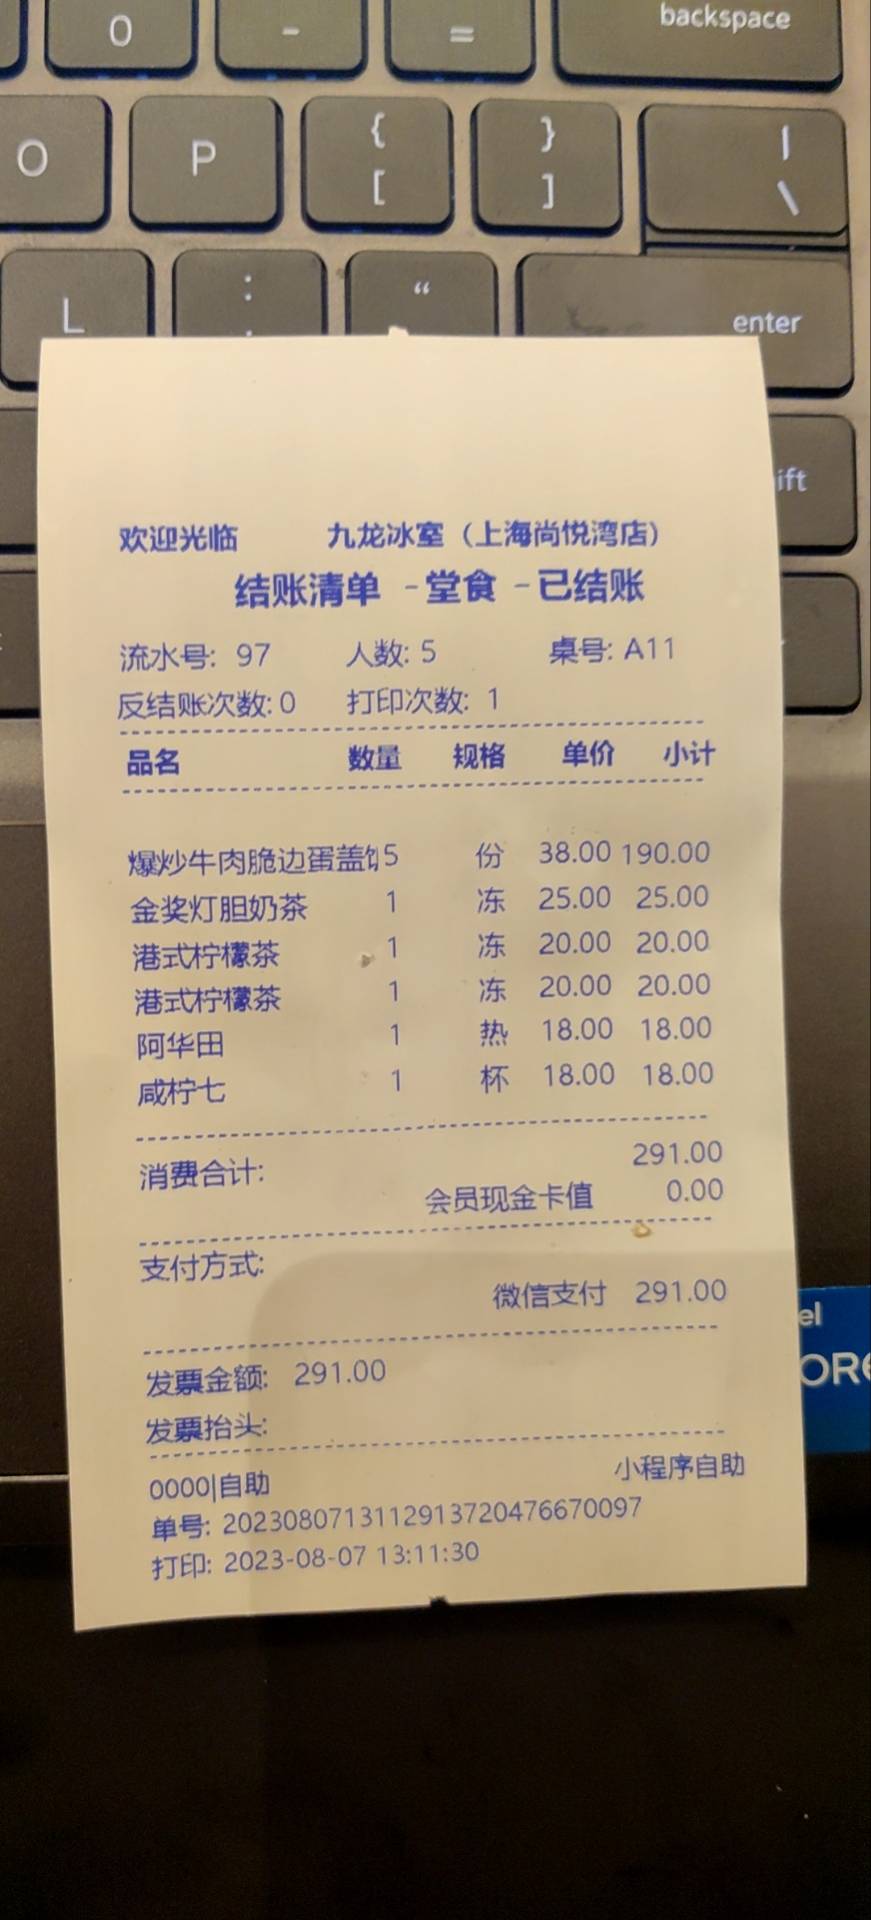 0 - = backspace
O P { [ } ] | \
L : “ enter
ift
欢迎光临 九龙冰室（上海尚悦湾店）
结账清单 -堂食 -已结账
流水号: 97 人数: 5 桌号: A11
反结账次数: 0 打印次数: 1
品名 数量 规格 单价 小计
爆炒牛肉脆边蛋盖饭 5 份 38.00 190.00
金奖灯胆奶茶 1 冻 25.00 25.00
港式柠檬茶 1 冻 20.00 20.00
港式柠檬茶 1 冻 20.00 20.00
阿华田 1 热 18.00 18.00
咸柠七 1 杯 18.00 18.00
消费合计: 291.00
会员现金卡值 0.00
支付方式:
微信支付 291.00
el
发票金额: 291.00
ORe
发票抬头:
0000|自助 小程序自助
单号: 2023080713112913720476670097
打印: 2023-08-07 13:11:30